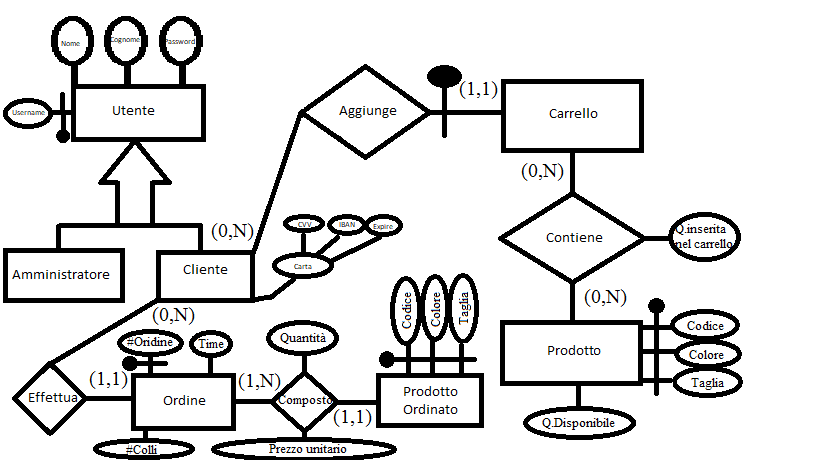 Nome
Cognome
Password
Username
Utente
Aggiunge
(1,1)
Carrello
(0,N)
(0,N)
Amministratore
Cliente
CVV
IBAN
Expire
Carta
Contiene
Q.inserita
nel carrello
(0,N)
(0,N)
#Oridine
Time
Quantità
Codice
Colore
Taglia
Prodotto
Codice
Colore
Taglia
Effettua
(1,1)
Ordine
(1,N)
Composto
(1,1)
Prodotto
Ordinato
Q.Disponibile
#Colli
Prezzo unitario